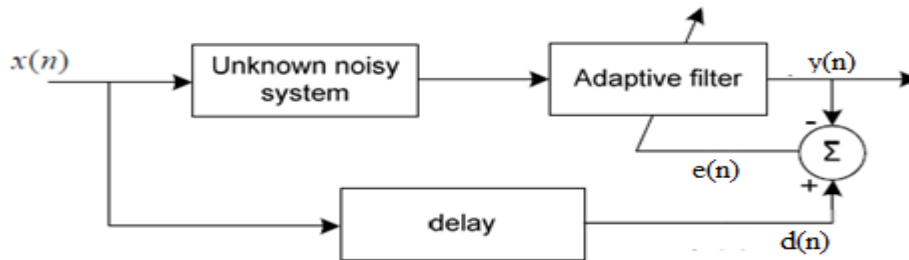 x(n)
Unknown noisy
system
Adaptive filter
y(n)
-
Σ
e(n)
+
delay
d(n)